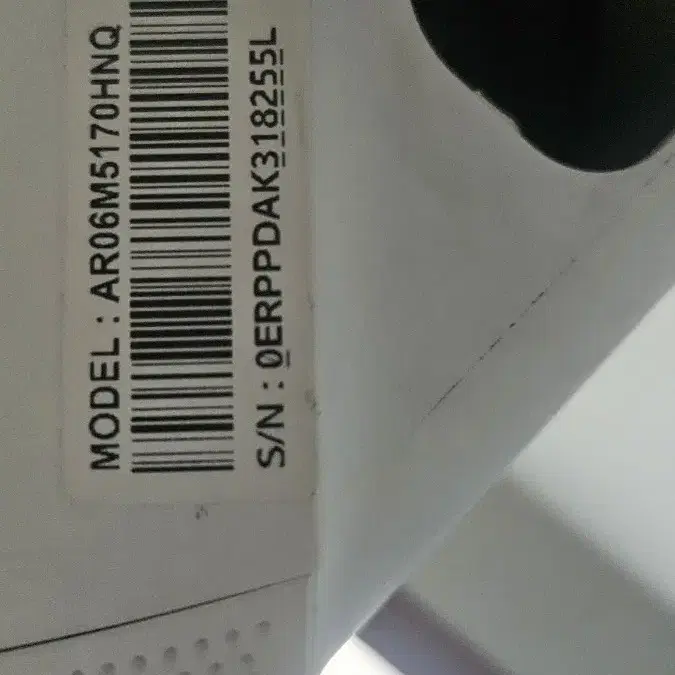 MODEL : AR06M5170HNQ
S/N : 0ERPPDAK318255L